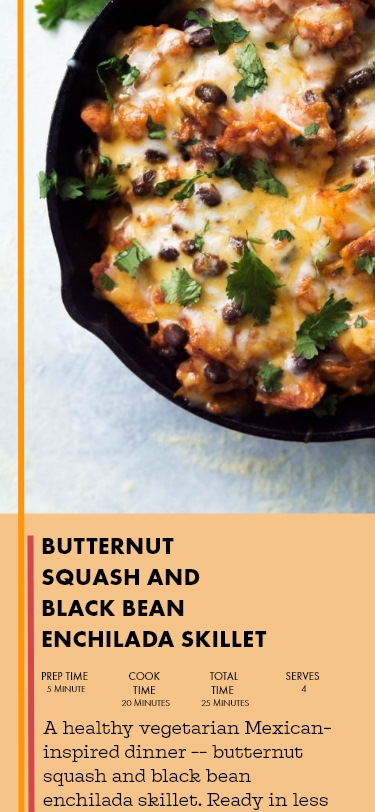 BUTTERNUT
SQUASH AND
BLACK BEAN
ENCHILADA SKILLET
PREP TIME
5 MINUTE
COOK
TIME
20 MINUTES
TOTAL
TIME
25 MINUTES
SERVES
4
A healthy vegetarian Mexican-
inspired dinner -- butternut
squash and black bean
enchilada skillet. Ready in less